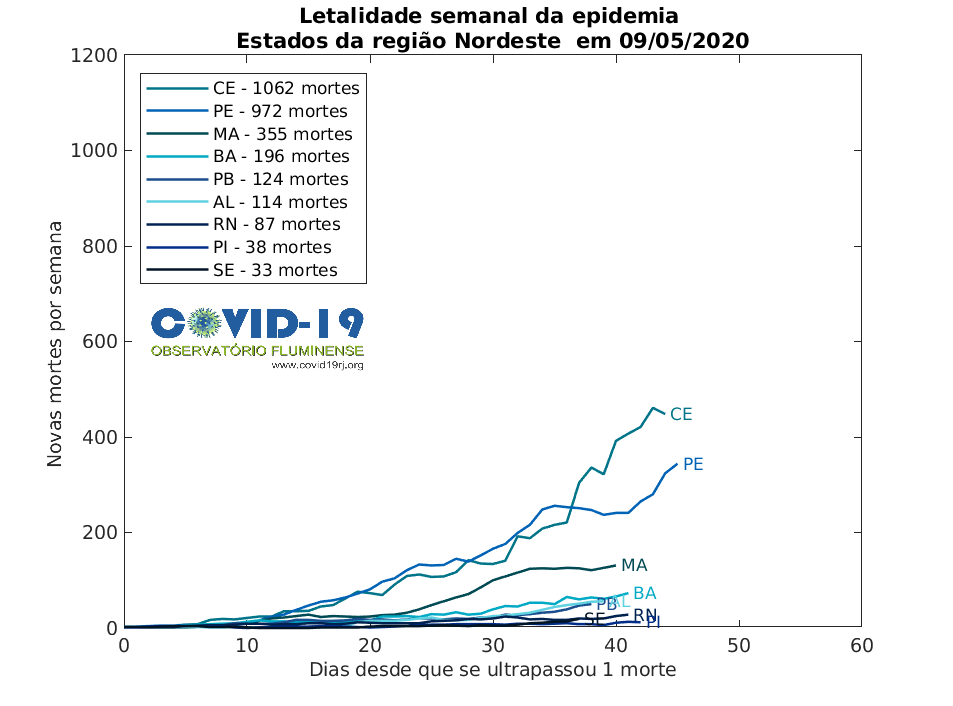 Letalidade semanal da epidemia
Estados da região Nordeste  em 09/05/2020
1200
1000
800
600
400
200
0
Novas mortes por semana
CE - 1062 mortes
PE - 972 mortes
MA - 355 mortes
BA - 196 mortes
PB - 124 mortes
AL - 114 mortes
RN - 87 mortes
PI - 38 mortes
SE - 33 mortes
COVID-19
OBSERVATÓRIO FLUMINENSE
www.covid19rj.org
CE
PE
MA
BA
PB
AL
RN
SE
PI
0 10 20 30 40 50 60
Dias desde que se ultrapassou 1 morte